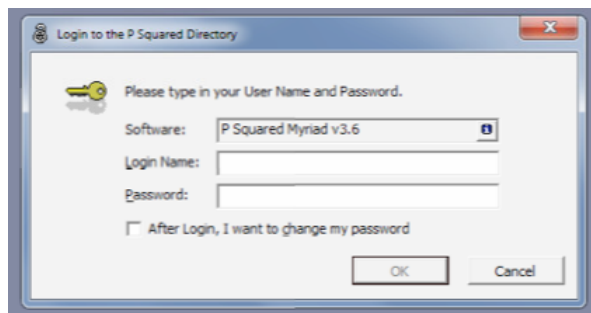 Login to the P Squared Directory
Please type in your User Name and Password.
Software: P Squared Myriad v3.6
Login Name:
Password:
After Login, I want to change my password
OK Cancel